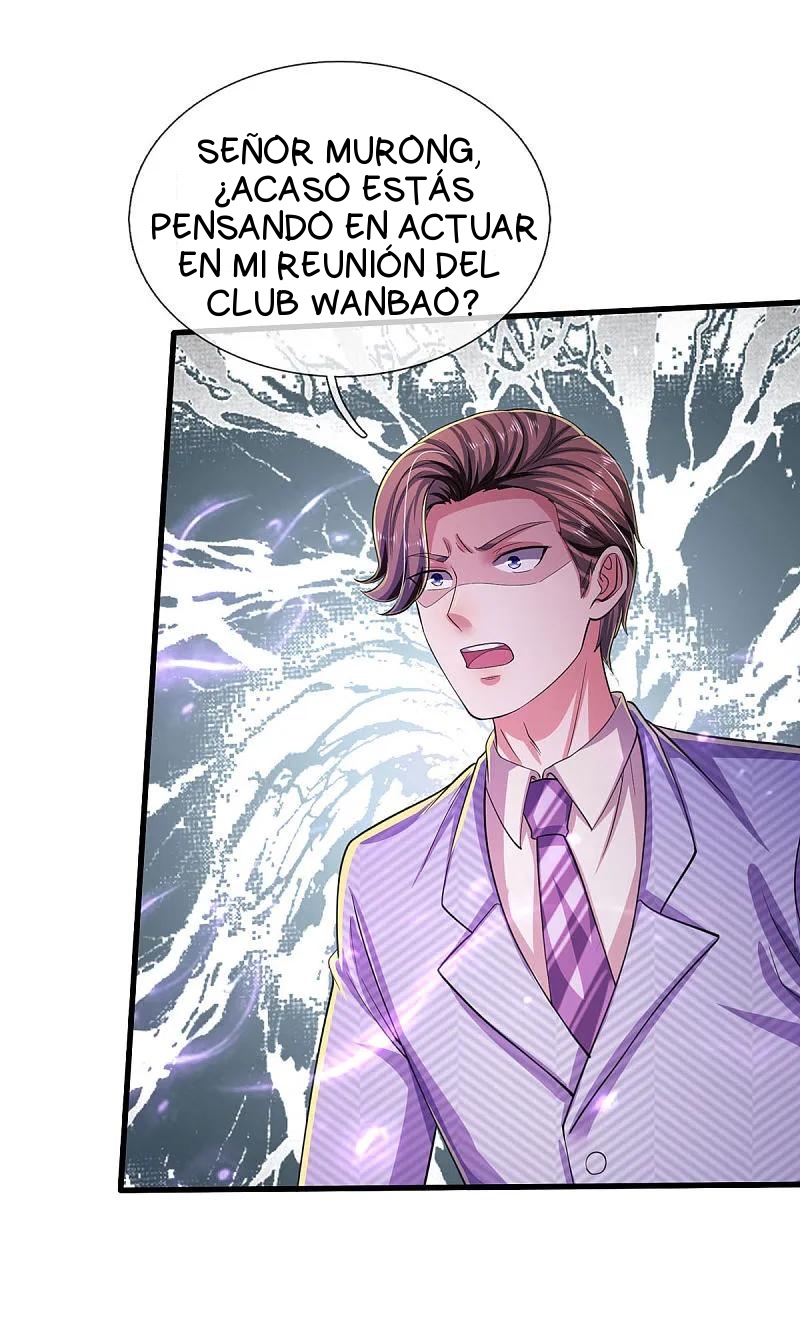 SEÑOR MURONG,
¿ACASO ESTÁS
PENSANDO EN ACTUAR
EN MI REUNIÓN DEL
CLUB WANBAO?